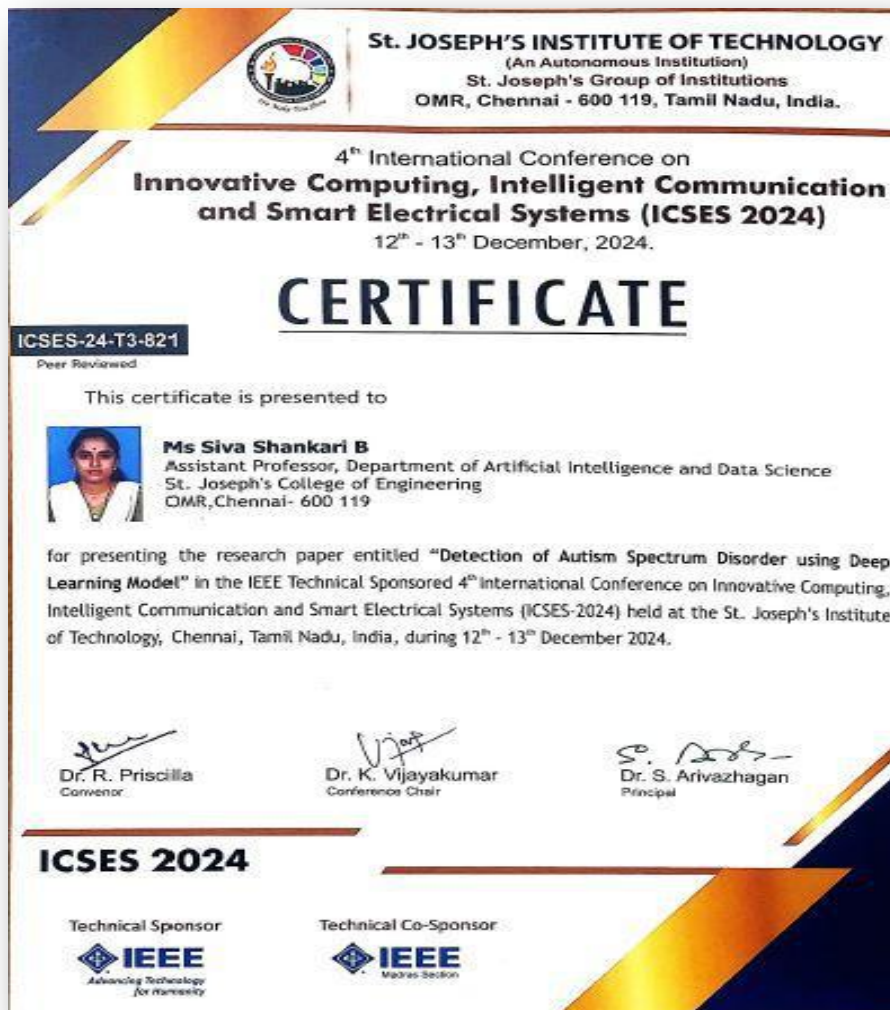 St. JOSEPH'S INSTITUTE OF TECHNOLOGY
(An Autonomous Institution)
St. Joseph's Group of Institutions
OMR, Chennai - 600 119, Tamil Nadu, India.
4th International Conference on
Innovative Computing, Intelligent Communication
and Smart Electrical Systems (ICSES 2024)
12th - 13th December, 2024.
CERTIFICATE
ICSES-24-T3-821
Peer Reviewed
This certificate is presented to
Ms Siva Shankari B
Assistant Professor, Department of Artificial Intelligence and Data Science
St. Joseph's College of Engineering
OMR,Chennai- 600 119
for presenting the research paper entitled "Detection of Autism Spectrum Disorder using Deep
Learning Model" in the IEEE Technical Sponsored 4th International Conference on Innovative Computing,
Intelligent Communication and Smart Electrical Systems (ICSES-2024) held at the St. Joseph's Institute
of Technology, Chennai, Tamil Nadu, India, during 12th - 13th December 2024.
Dr. R. Priscilla
Convenor
Dr. K. Vijayakumar
Conference Chair
Dr. S. Arivazhagan
Principal
ICSES 2024
Technical Sponsor
IEEE
Advancing Technology
for Humanity
Technical Co-Sponsor
IEEE
Madras Section